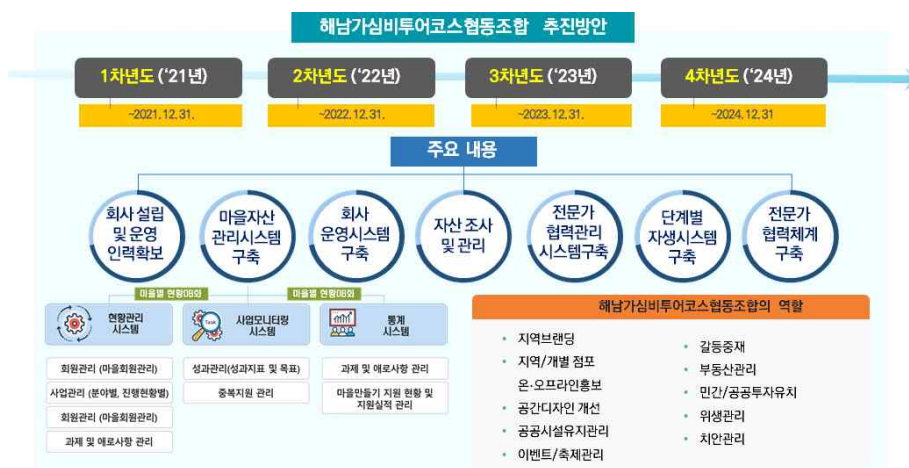 해남가심비투어코스협동조합 추진방안
1차년도 ('21년)
2차년도 ('22년)
3차년도 ('23년)
4차년도 ('24년)
~2021.12.31.
~2022.12.31.
~2023.12.31.
~2024.12.31
주요 내용
회사 설립
및 운영
인력확보
마을자산
관리시스템
구축
회사
운영시스템
구축
자산 조사
및 관리
전문가
협력관리
시스템구축
단계별
자생시스템
구축
전문가
협력체계
구축
마을별 현황DB화
마을별 현황DB화
현황관리
시스템
Task
사업모니터링
시스템
통계
시스템
회원관리 (마을회원관리)
사업관리 (분야별, 진행현황별)
회원관리 (마을회원관리)
과제 및 애로사항 관리
성과관리(성과지표 및 목표)
중복지원 관리
과제 및 애로사항 관리
마을만들기 지원 현황 및
지원실적 관리
해남가심비투어코스협동조합의 역할
• 지역브랜딩
• 지역/개별 점포
온·오프라인홍보
• 공간디자인 개선
• 공공시설유지관리
• 이벤트/축제관리
• 갈등중재
• 부동산관리
• 민간/공공투자유치
• 위생관리
• 치안관리